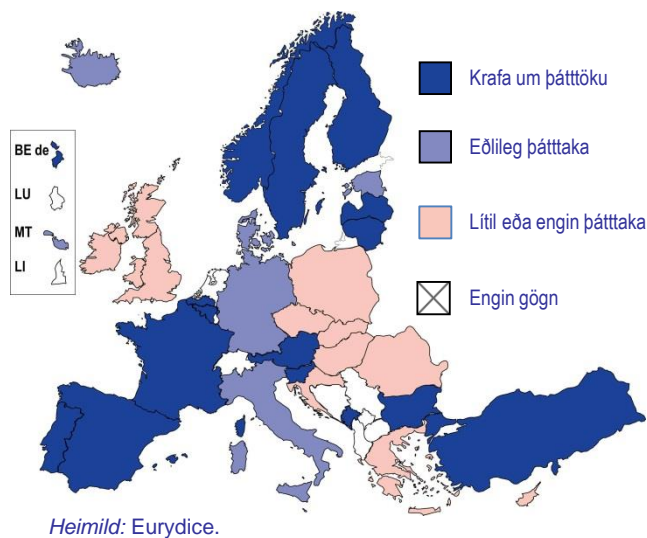 Krafa um þátttöku
Eðlileg þátttaka
Lítil eða engin þátttaka
Engin gögn
BE de
LU
MT
LI
Heimild: Eurydice.